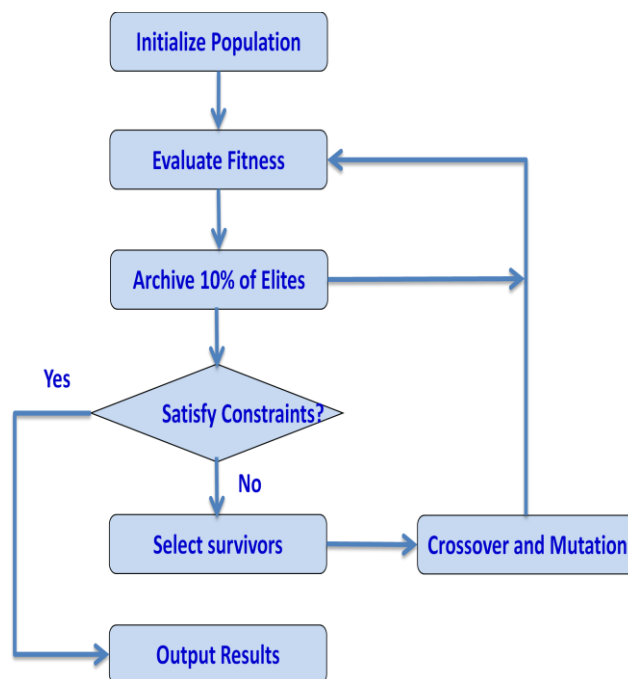 Initialize Population
Evaluate Fitness
Archive 10% of Elites
Yes
Satisfy Constraints?
No
Select survivors
Crossover and Mutation
Output Results